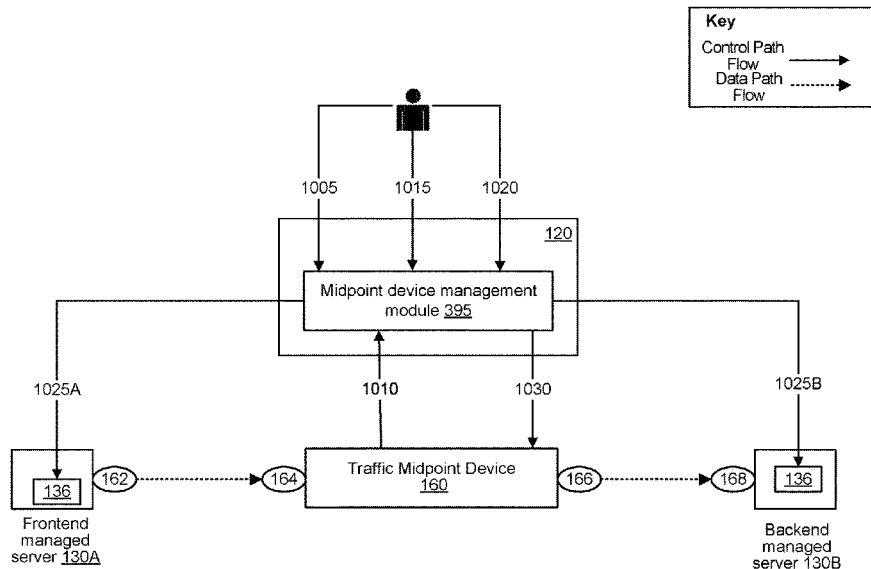 Key
Control Path
Flow
Data Path
Flow
1005
1015
1020
120
Midpoint device management
module 395
1025A
1010
1030
1025B
136
162
164
Traffic Midpoint Device
160
166
168
136
Frontend
managed
server 130A
Backend
managed
server 130B